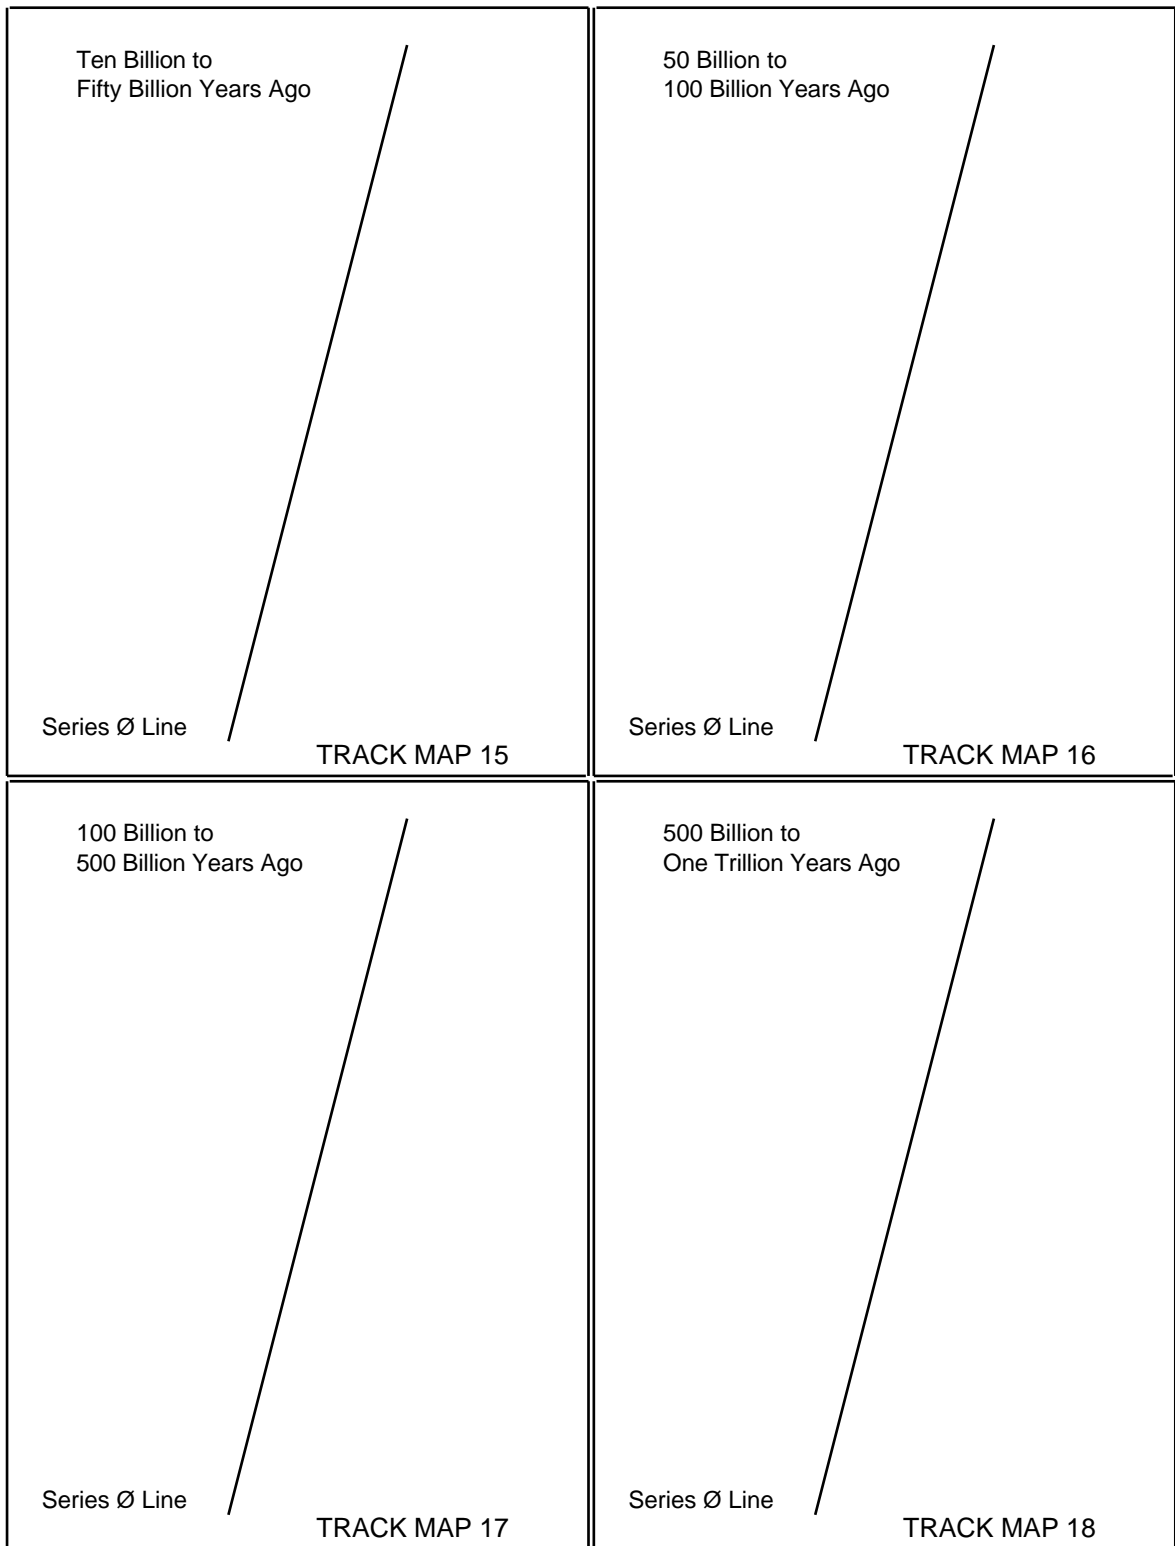 Ten Billion to
Fifty Billion Years Ago
Series Ø Line
TRACK MAP 15
50 Billion to
100 Billion Years Ago
Series Ø Line
TRACK MAP 16
100 Billion to
500 Billion Years Ago
Series Ø Line
TRACK MAP 17
500 Billion to
One Trillion Years Ago
Series Ø Line
TRACK MAP 18